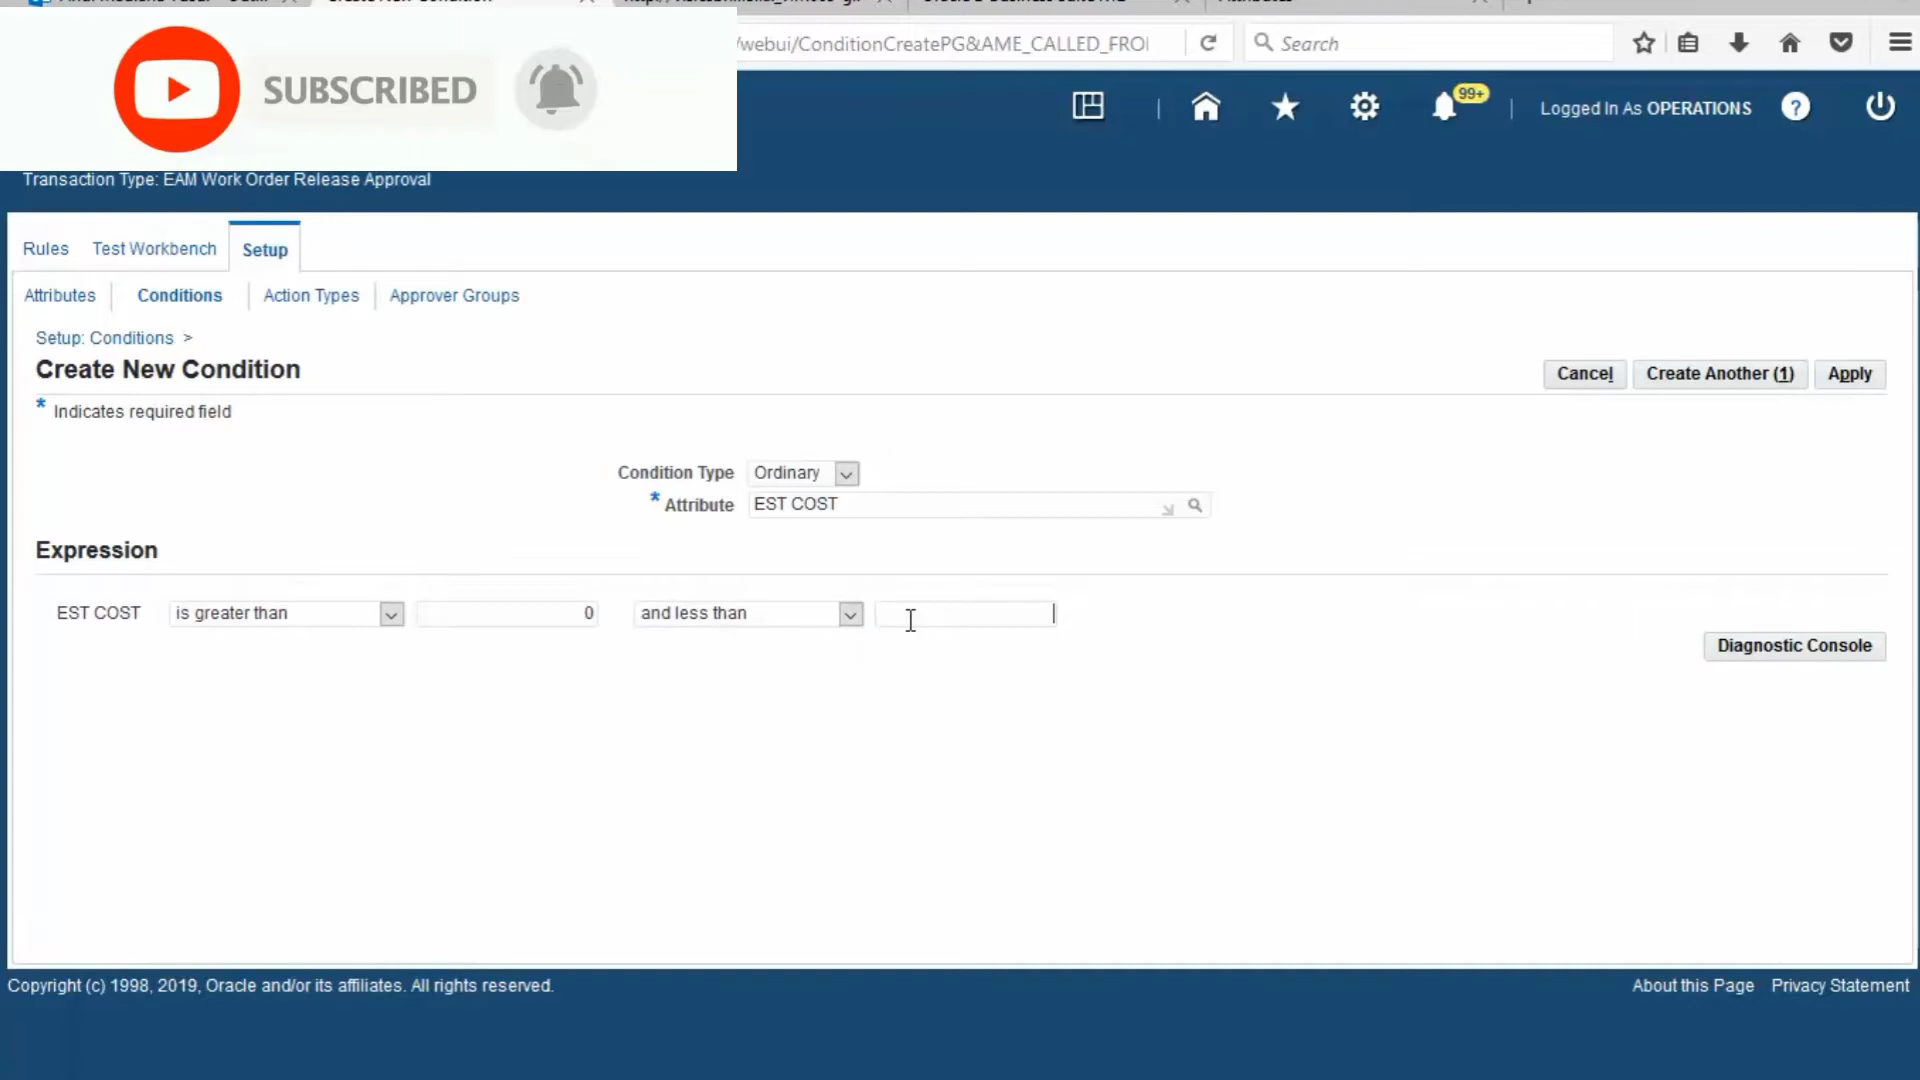 Create New Condition
/webui/ConditionCreatePG&AME_CALLED_FROI
Search
SUBSCRIBED
99+
Logged In As OPERATIONS
?
Transaction Type: EAM Work Order Release Approval
Rules
Test Workbench
Setup
Attributes
Conditions
Action Types
Approver Groups
Setup: Conditions >
Create New Condition
Cancel
Create Another (1)
Apply
* Indicates required field
Condition Type
Ordinary
* Attribute
EST COST
Expression
EST COST
is greater than
0
and less than
Diagnostic Console
Copyright (c) 1998, 2019, Oracle and/or its affiliates. All rights reserved.
About this Page
Privacy Statement